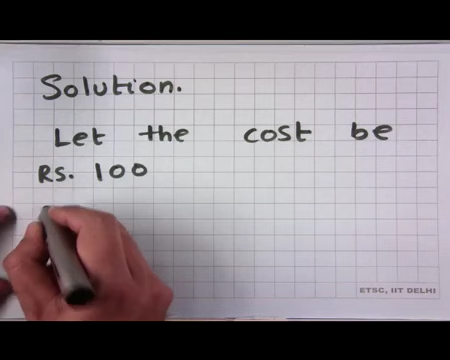 Solution.
Let the cost be
Rs. 100
ETSC, IIT DELHI